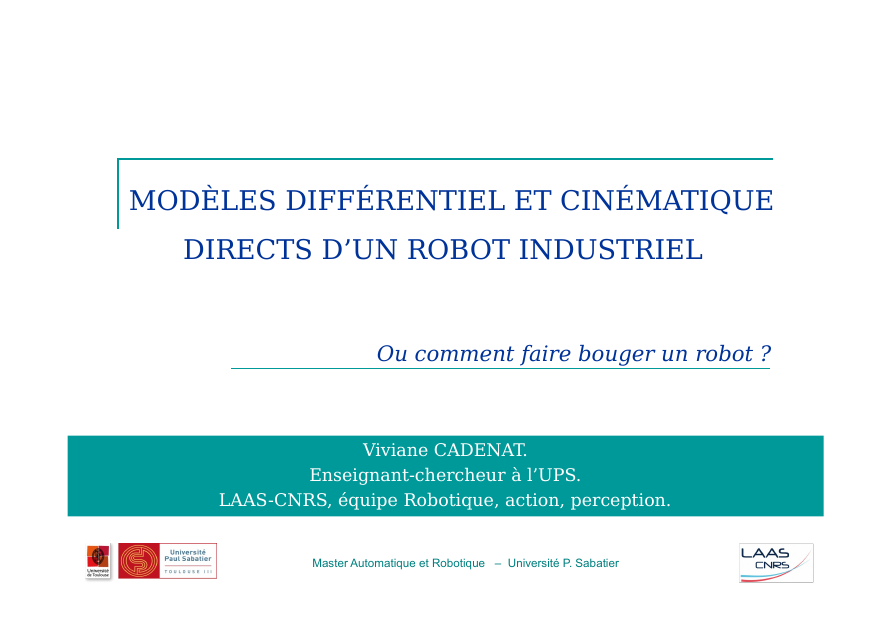 MODÈLES DIFFÉRENTIEL ET CINÉMATIQUE
DIRECTS D’UN ROBOT INDUSTRIEL
Ou comment faire bouger un robot ?
Viviane CADENAT.
Enseignant-chercheur à l’UPS.
LAAS-CNRS, équipe Robotique, action, perception.
Université
de Toulouse
Université
Paul Sabatier
TOULOUSE III
Master Automatique et Robotique – Université P. Sabatier
LAAS
CNRS